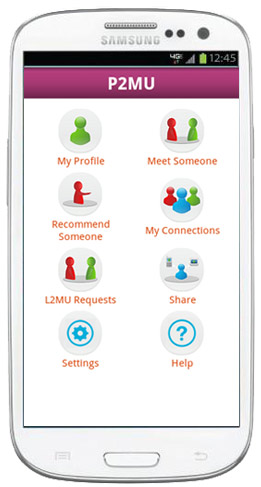 SAMSUNG
4G 12:45
P2MU
My Profile Meet Someone
Recommend
Someone
My Connections
L2MU Requests Share
? 
Settings Help